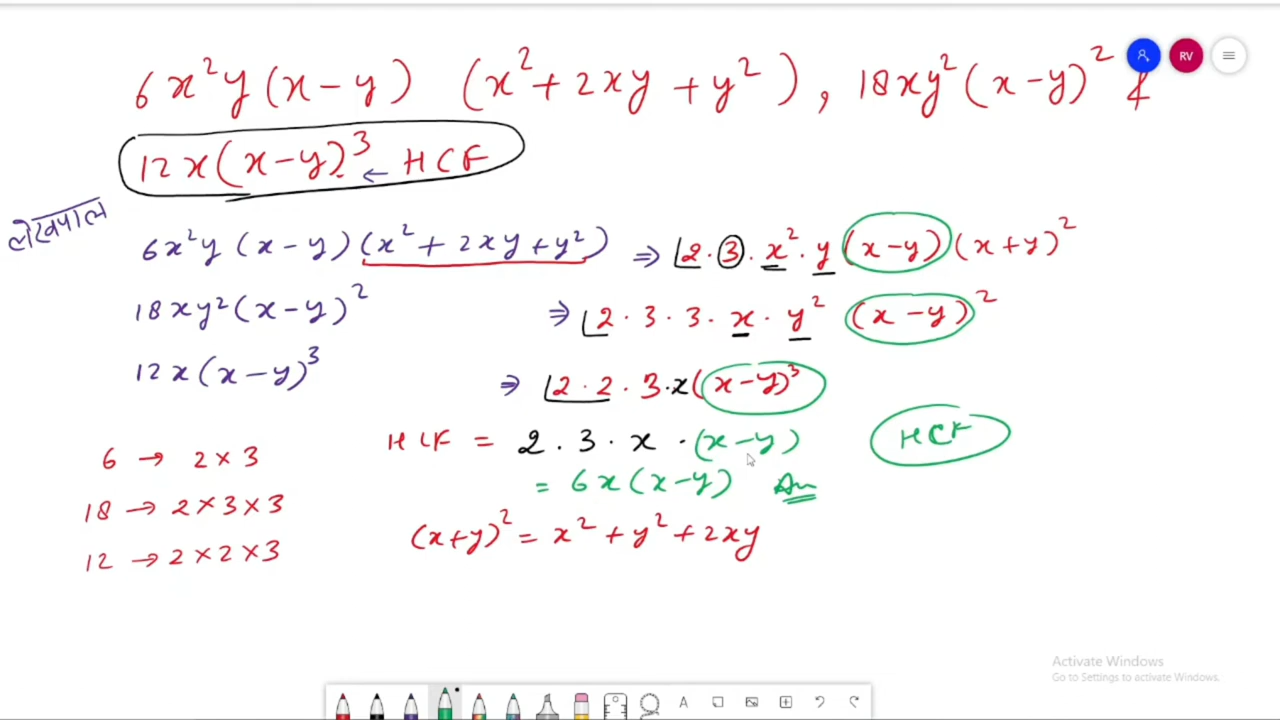 6x²y(x-y) (x²+2xy+y²), 18xy²(x-y)² &
RV
12x(x-y)³ ← HCF
लेखपाल
6x²y (x-y)(x²+2xy+y²) ⇒ 2·3·x²·y(x-y)(x+y)²
18xy²(x-y)² ⇒ 2·3·3·x·y² (x-y)²
12x(x-y)³ ⇒ 2·2·3·x(x-y)³
HCF = 2·3·x·(x-y) HCF
6 → 2×3
= 6x(x-y) Ans
18 → 2×3×3
(x+y)² = x²+y²+2xy
12 → 2×2×3
Activate Windows
Go to Settings to activate Windows.
A